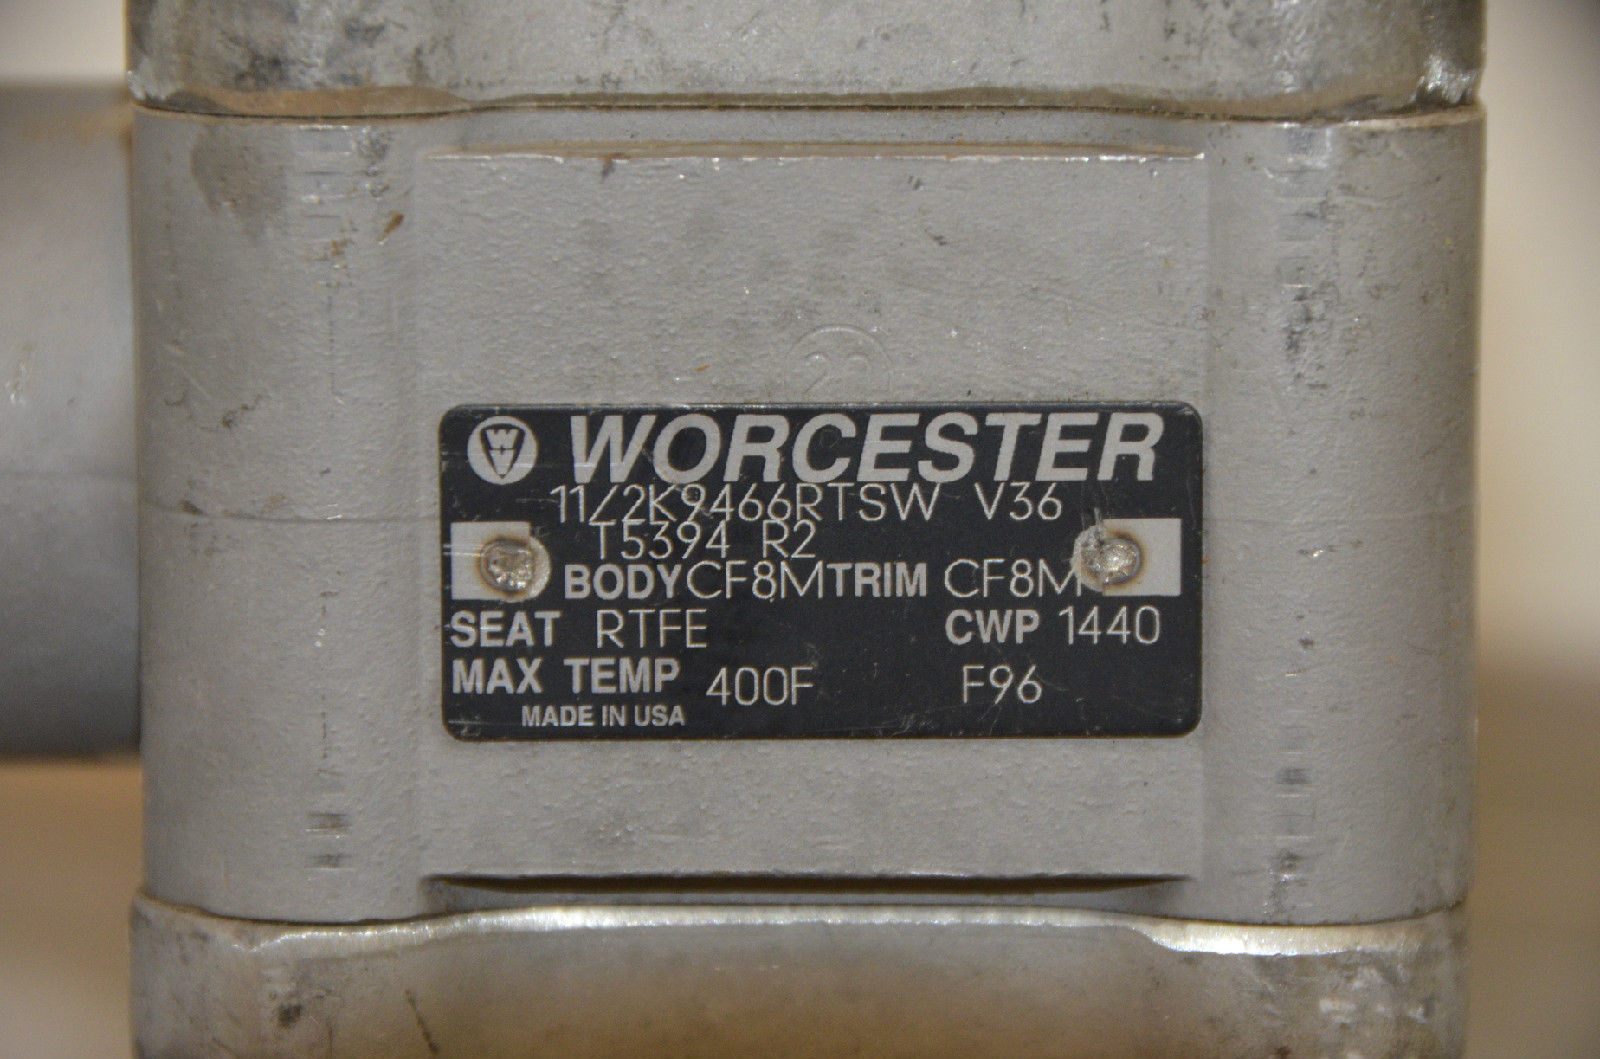 WORCESTER
11/2K9466RTSW V36
T5394 R2
BODY CF8M TRIM CF8M
SEAT RTFE CWP 1440
MAX TEMP 400F F96
MADE IN USA